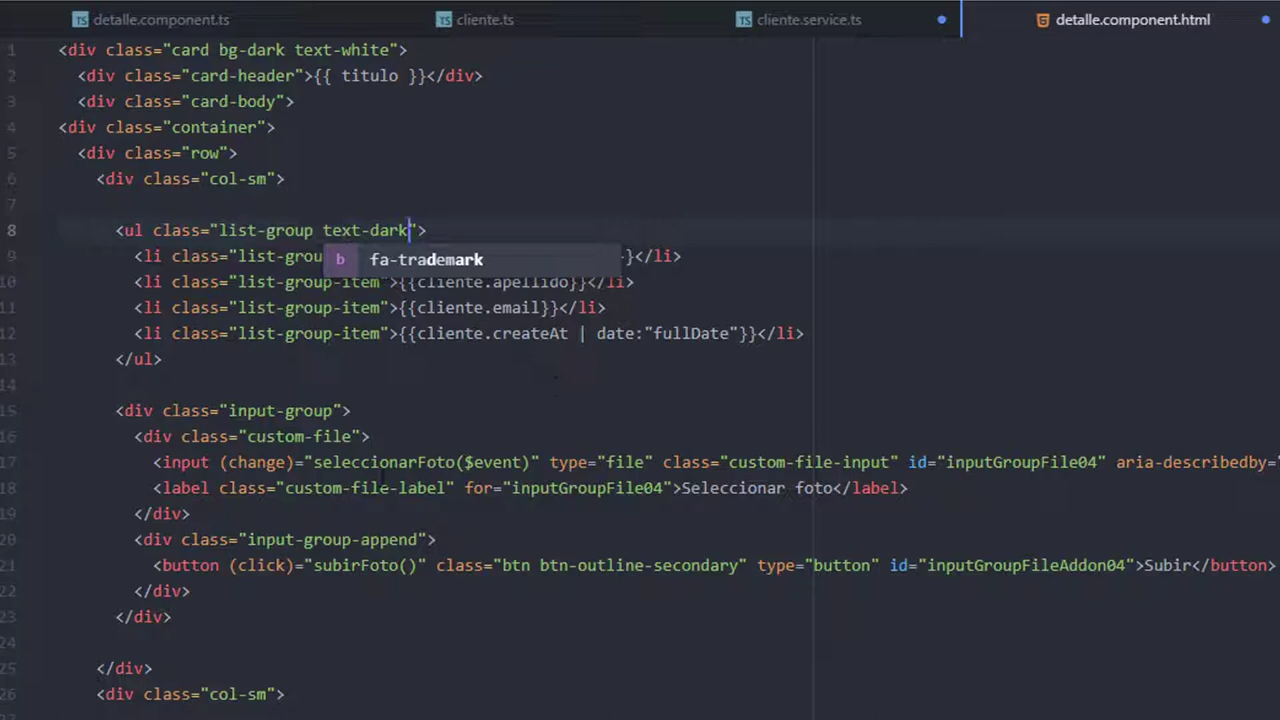 detalle.component.ts
cliente.ts
cliente.service.ts
detalle.component.html
1 <div class="card bg-dark text-white">
2 <div class="card-header">{{ titulo }}</div>
3 <div class="card-body">
4 <div class="container">
5 <div class="row">
6 <div class="col-sm">
7
8 <ul class="list-group text-dark">
9 <li class="list-grou }</li>
b fa-trademark
10 <li class="list-group-item">{{cliente.apellido}}</li>
11 <li class="list-group-item">{{cliente.email}}</li>
12 <li class="list-group-item">{{cliente.createAt | date:"fullDate"}}</li>
13 </ul>
14
15 <div class="input-group">
16 <div class="custom-file">
17 <input (change)="seleccionarFoto($event)" type="file" class="custom-file-input" id="inputGroupFile04" aria-describedby="
18 <label class="custom-file-label" for="inputGroupFile04">Seleccionar foto</label>
19 </div>
20 <div class="input-group-append">
21 <button (click)="subirFoto()" class="btn btn-outline-secondary" type="button" id="inputGroupFileAddon04">Subir</button>
22 </div>
23 </div>
24
25 </div>
26 <div class="col-sm">